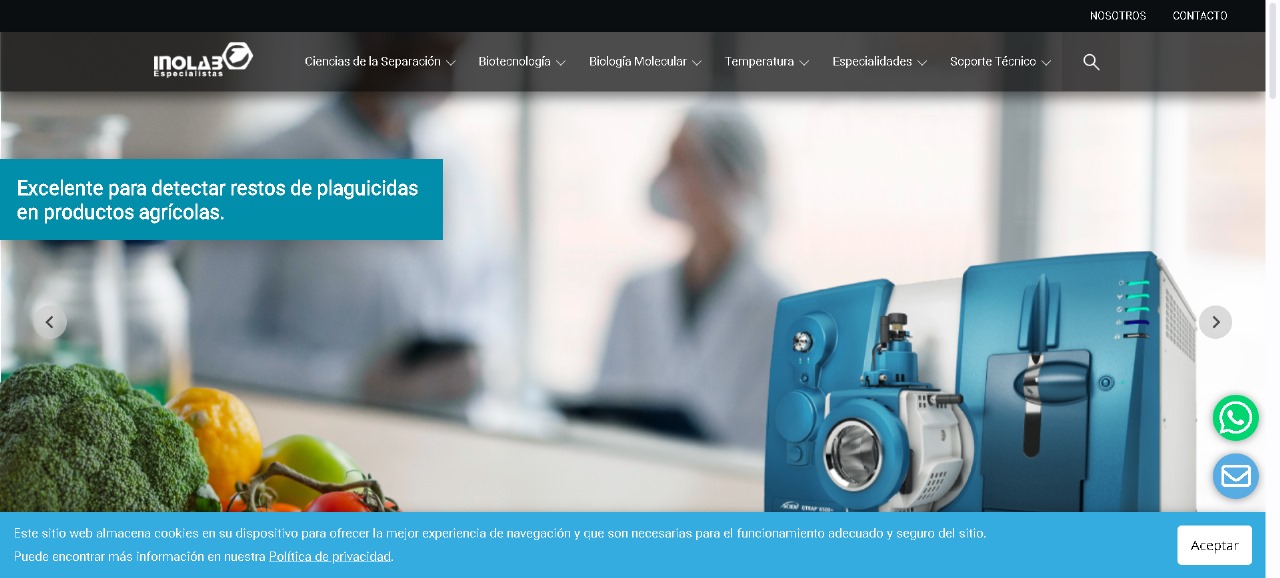 NOSOTROS CONTACTO
INOLAB
Especialistas
Ciencias de la Separación Biotecnología Biología Molecular Temperatura Especialidades Soporte Técnico
Excelente para detectar restos de plaguicidas
en productos agrícolas.
Este sitio web almacena cookies en su dispositivo para ofrecer la mejor experiencia de navegación y que son necesarias para el funcionamiento adecuado y seguro del sitio.
Puede encontrar más información en nuestra Política de privacidad.
Aceptar